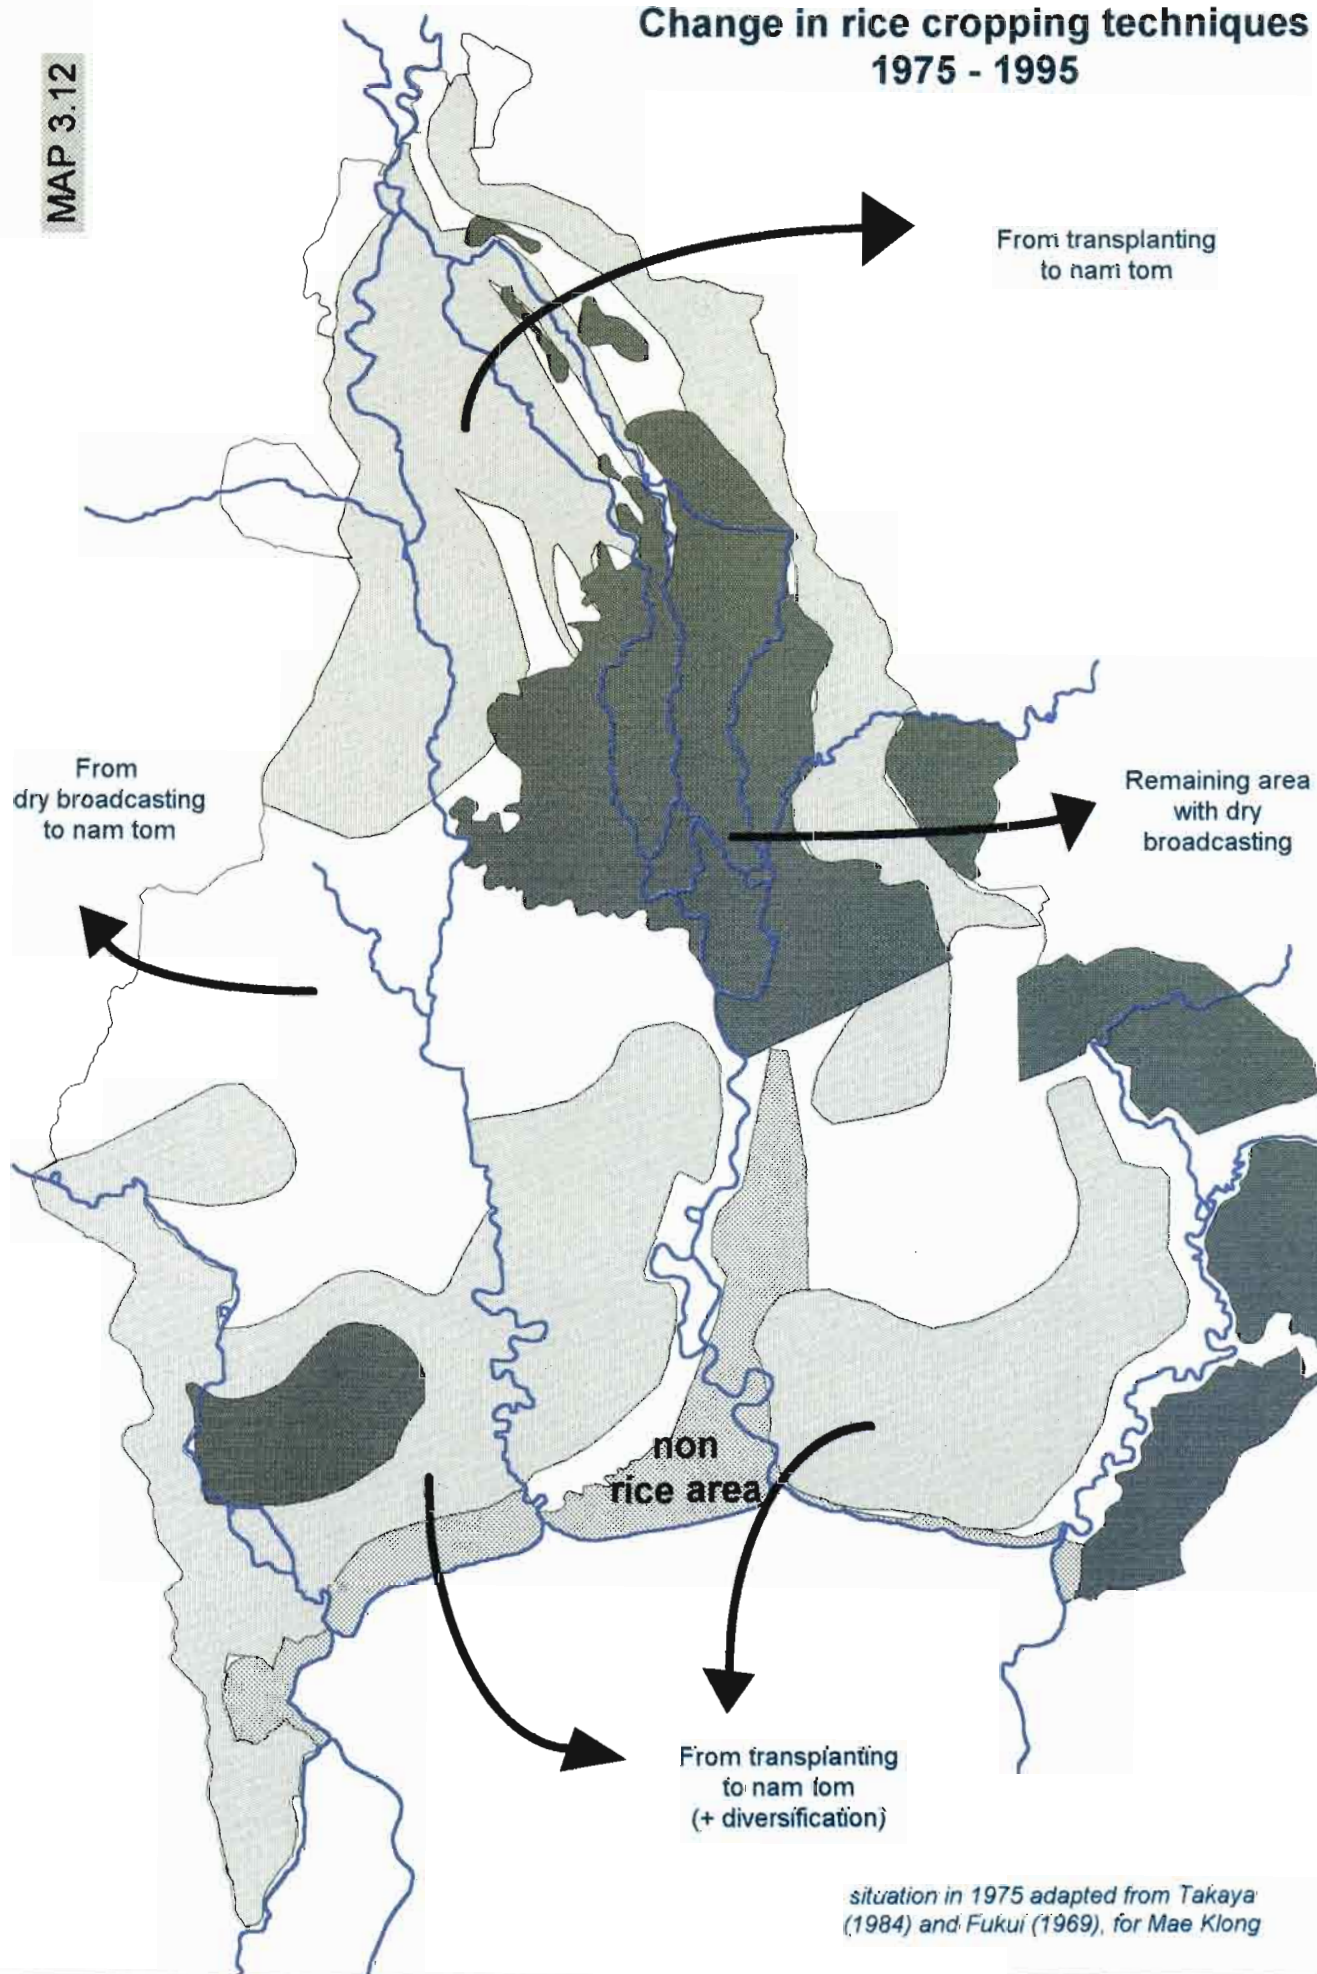 Change in rice cropping techniques
1975 - 1995
MAP 3.12
From transplanting
to nam tom
From
dry broadcasting
to nam tom
Remaining area
with dry
broadcasting
non
rice area
From transplanting
to nam tom
(+ diversification)
situation in 1975 adapted from Takaya
(1984) and Fukui (1969), for Mae Klong